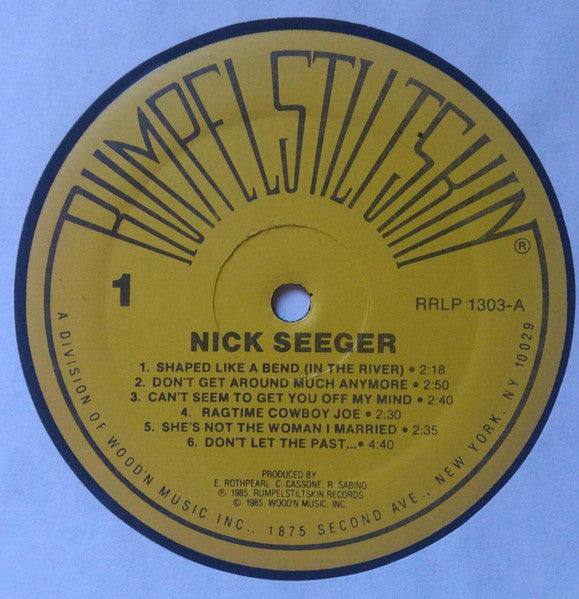 RUMPELSTILTSKIN
®
1
RRLP 1303-A
NICK SEEGER
1. SHAPED LIKE A BEND (IN THE RIVER) • 2:18
2. DON'T GET AROUND MUCH ANYMORE • 2:50
3. CAN'T SEEM TO GET YOU OFF MY MIND • 2:40
4. RAGTIME COWBOY JOE • 2:30
5. SHE'S NOT THE WOMAN I MARRIED • 2:35
6. DON'T LET THE PAST... • 4:40
PRODUCED BY
E. ROTHPEARL, C. CASSONE, R. SABINO
℗ 1985, RUMPELSTILTSKIN RECORDS
© 1985, WOOD'N MUSIC, INC.
A DIVISION OF WOOD'N MUSIC INC., 1875 SECOND AVE., NEW YORK, NY 10029